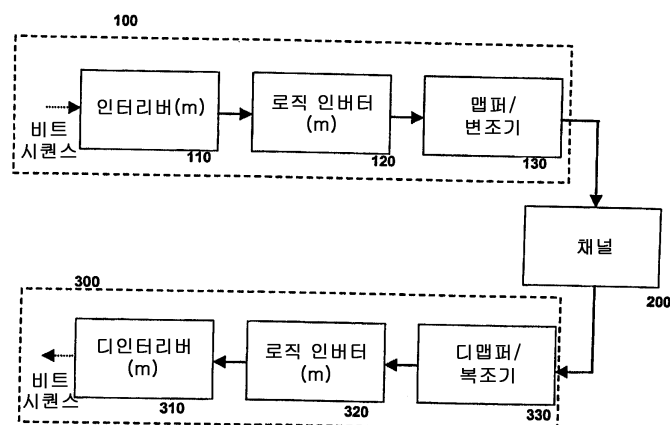 100
인터리버(m)
로직 인버터
(m)
맵퍼/
변조기
비트
시퀀스
110
120
130
채널
200
300
디인터리버
(m)
로직 인버터
(m)
디맵퍼/
복조기
비트
시퀀스
310
320
330